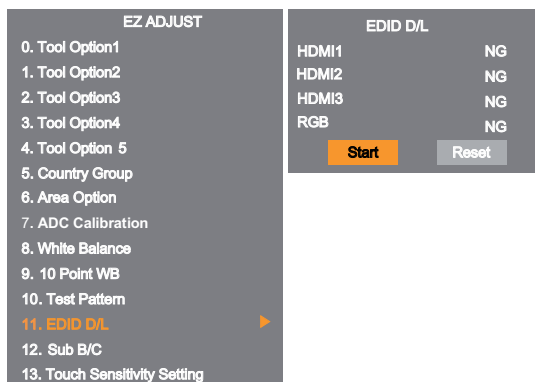 EZ ADJUST
0. Tool Option1
1. Tool Option2
2. Tool Option3
3. Tool Option4
4. Tool Option 5
5. Country Group
6. Area Option
7. ADC Calibration
8. White Balance
9. 10 Point WB
10. Test Pattern
11. EDID D/L
12. Sub B/C
13. Touch Sensitivity Setting
EDID D/L
HDMI1 NG
HDMI2 NG
HDMI3 NG
RGB NG
Start Reset